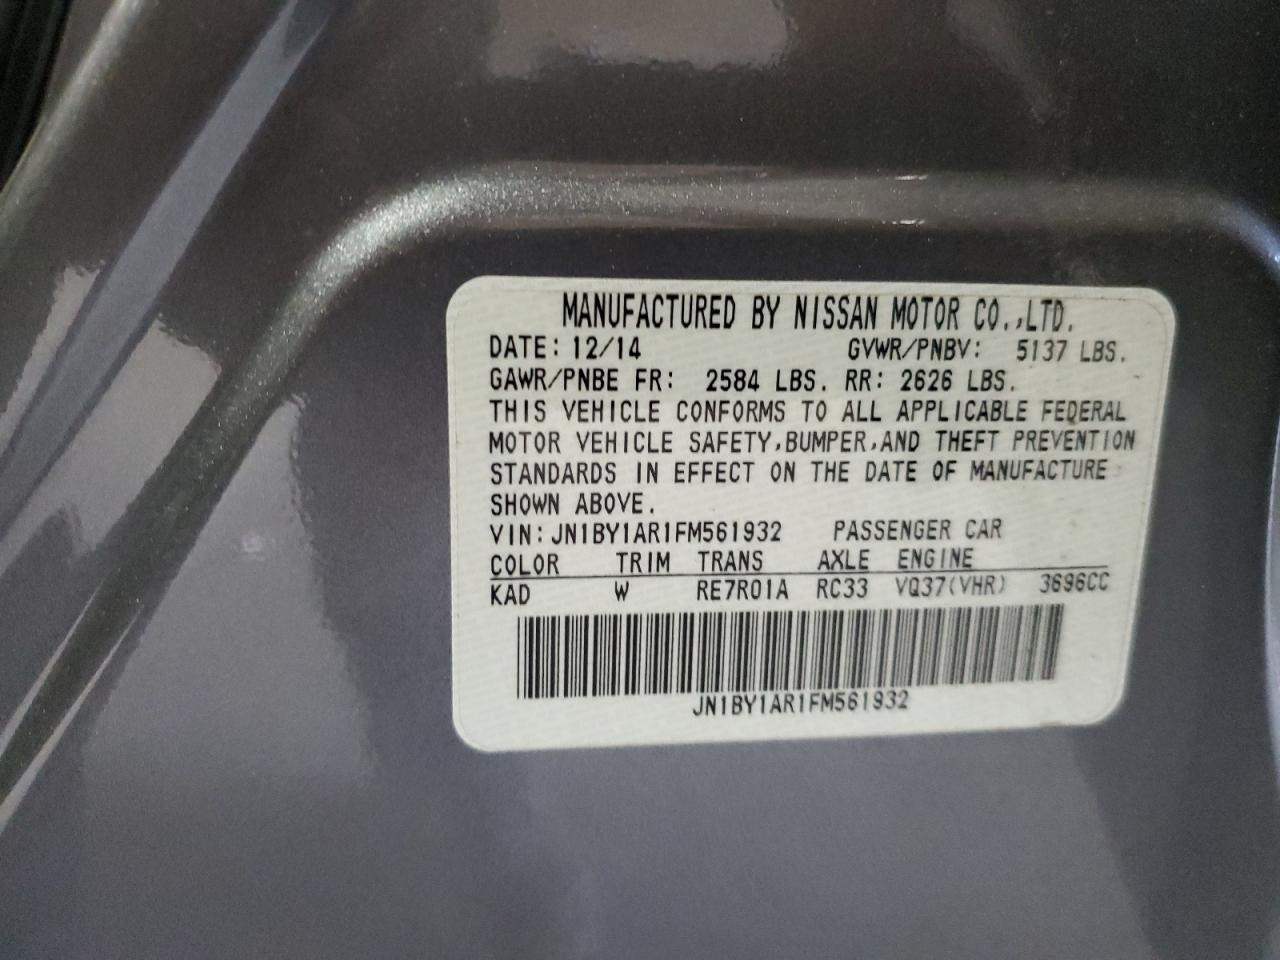 MANUFACTURED BY NISSAN MOTOR CO.,LTD.
DATE: 12/14 GVWR/PNBV: 5137 LBS.
GAWR/PNBE FR: 2584 LBS. RR: 2626 LBS.
THIS VEHICLE CONFORMS TO ALL APPLICABLE FEDERAL
MOTOR VEHICLE SAFETY,BUMPER,AND THEFT PREVENTION
STANDARDS IN EFFECT ON THE DATE OF MANUFACTURE
SHOWN ABOVE.
VIN:JN1BY1AR1FM561932 PASSENGER CAR
COLOR TRIM TRANS AXLE ENGINE
KAD W RE7R01A RC33 VQ37(VHR) 3696CC
JN1BY1AR1FM561932